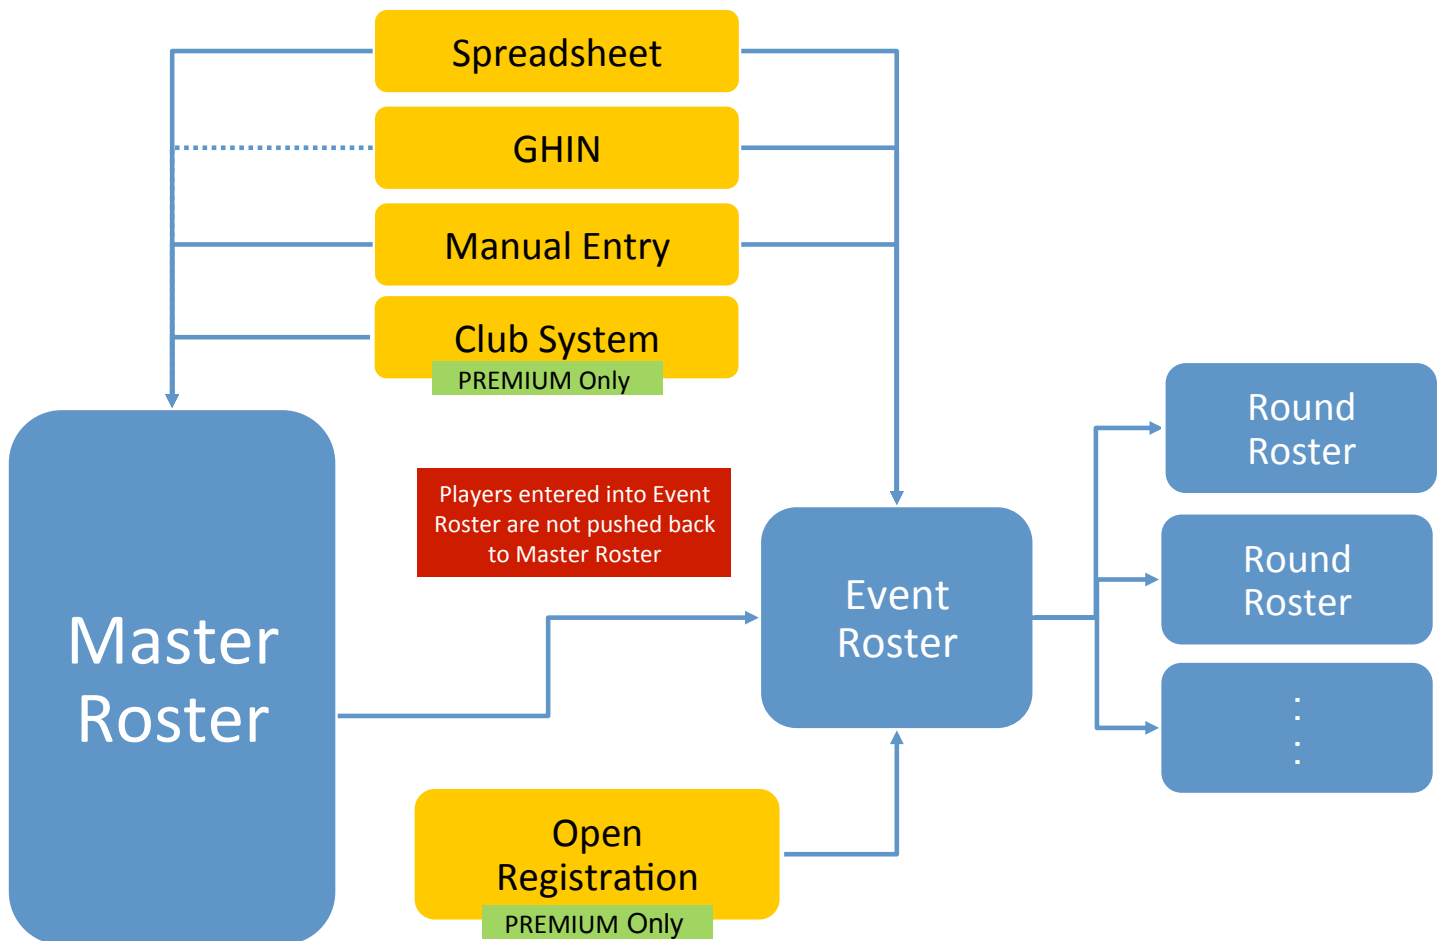 Spreadsheet
GHIN
Manual Entry
Club System
PREMIUM Only
Players entered into Event
Roster are not pushed back
to Master Roster
Master
Roster
Event
Roster
Round
Roster
Round
Roster
:
:
Open
Registration
PREMIUM Only